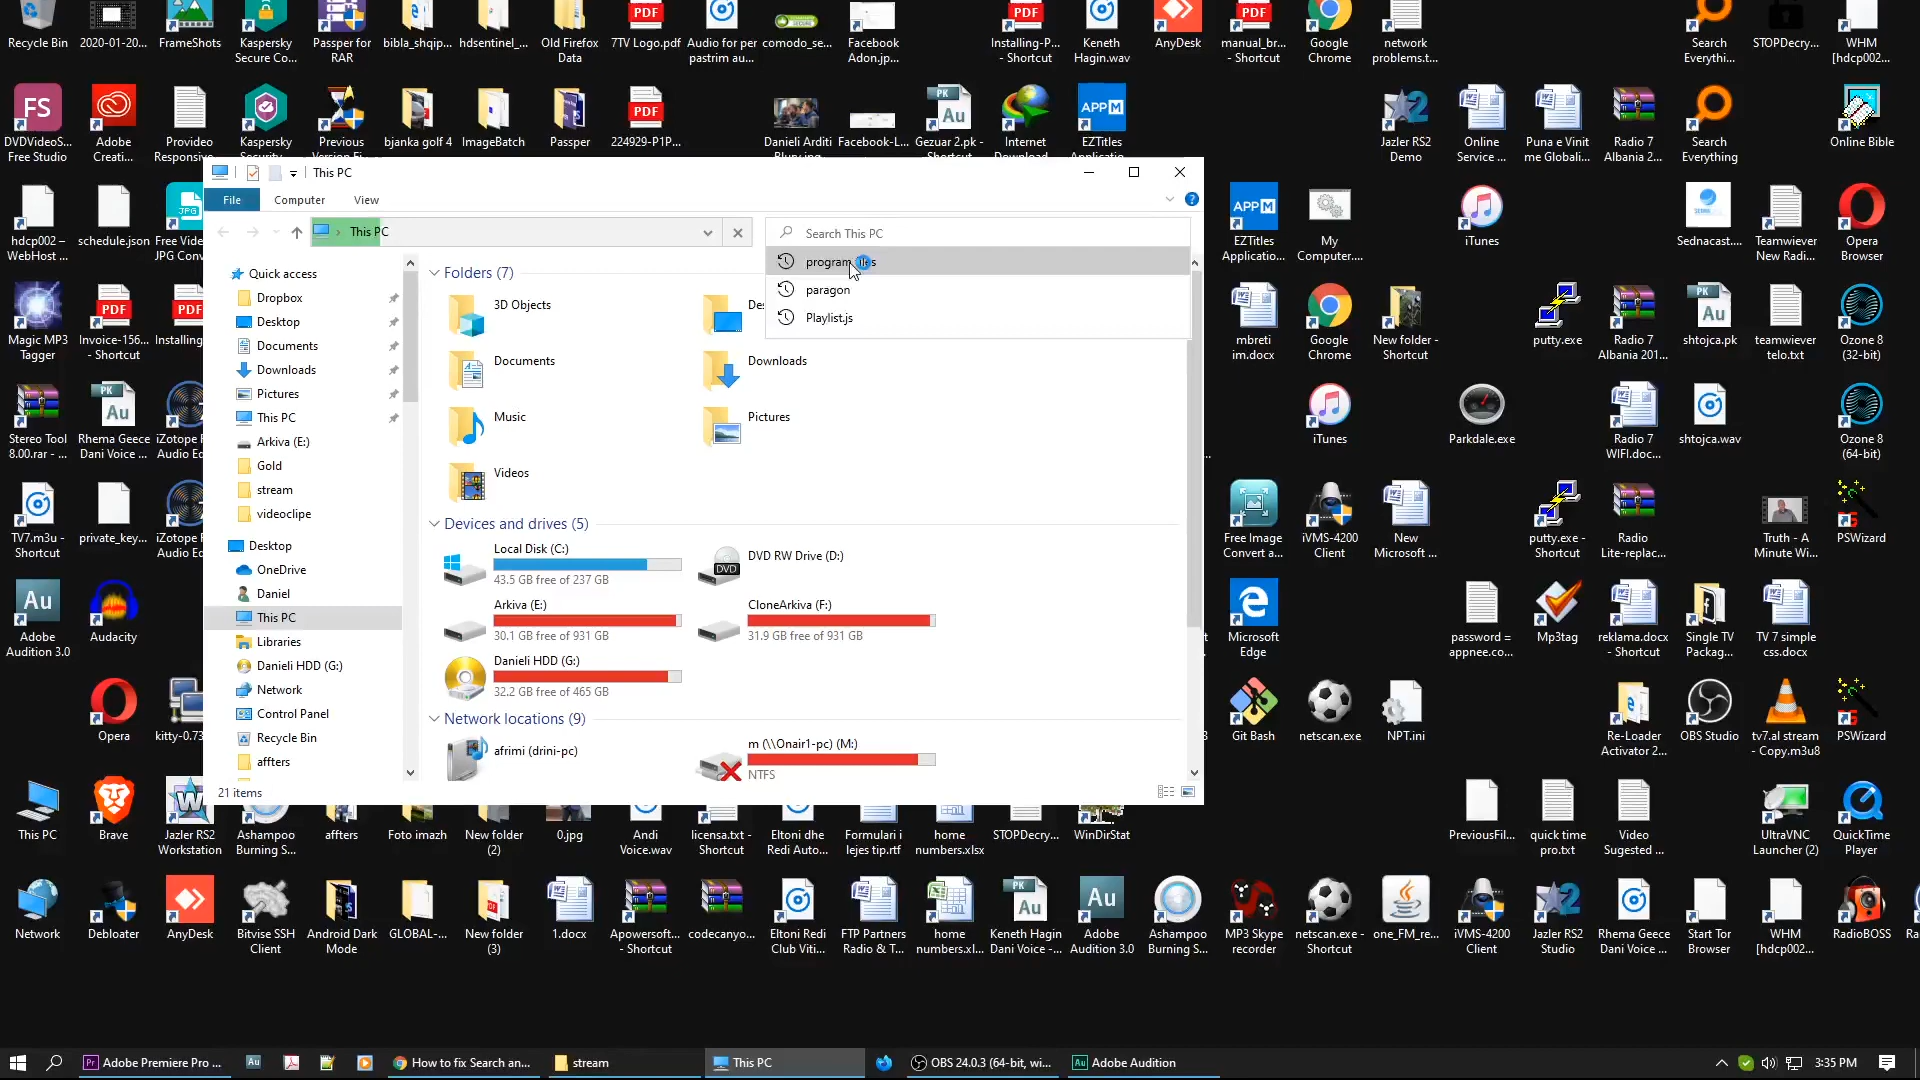 Recycle Bin
2020-01-20...
FrameShots
Kaspersky
Secure Co...
Passper for
RAR
bibla_shqip...
hdsentinel_...
Old Firefox
Data
7TV Logo.pdf
Audio for per
pastrim au...
comodo_se...
Facebook
Adon.jp...
Installing-P...
- Shortcut
Keneth
Hagin.wav
AnyDesk
manual_br...
- Shortcut
Google
Chrome
network
problems.t...
Search
Everythi...
STOPDecry...
WHM
[hdcp002...
DVDVideoS...
Free Studio
Adobe
Creati...
Provideo
Responsiv...
Kaspersky
Security
Previous
Version Fi...
bjanka golf 4
ImageBatch
Passper
224929-P1P...
Danieli Arditi
Facebook-L...
Gezuar 2.pk -
Shortcut
Internet
Download
EZTitles
Applicatio...
Jazler RS2
Demo
Online
Service ...
Puna e Vinit
me Globali...
Radio 7
Albania 2...
Search
Everything
Online Bible
This PC
File
Computer
View
This PC
Search This PC
program files
paragon
Playlist.js
Quick access
Dropbox
Desktop
Documents
Downloads
Pictures
This PC
Arkiva (E:)
Gold
stream
videoclipe
Desktop
OneDrive
Daniel
This PC
Libraries
Danieli HDD (G:)
Network
Control Panel
Recycle Bin
affters
Folders (7)
3D Objects
Documents
Downloads
Music
Pictures
Videos
Devices and drives (5)
Local Disk (C:)
43.5 GB free of 237 GB
DVD RW Drive (D:)
Arkiva (E:)
30.1 GB free of 931 GB
CloneArkiva (F:)
31.9 GB free of 931 GB
Danieli HDD (G:)
32.2 GB free of 465 GB
Network locations (9)
afrimi (drini-pc)
m (\\Onair1-pc) (M:)
NTFS
21 items
hdcp002 –
WebHost ...
schedule.json
Free Vide
JPG Conv
EZTitles
Applicatio...
My
Computer....
iTunes
Sednacast....
Teamwiever
New Radi...
Opera
Browser
Magic MP3
Tagger
Invoice-156...
- Shortcut
Installing
mbreti
im.docx
Google
Chrome
New folder -
Shortcut
putty.exe
Radio 7
Albania 201...
shtojca.pk
teamwiever
telo.txt
Ozone 8
(32-bit)
Stereo Tool
8.00.rar - ...
Rhema Geece
Dani Voice ...
Audio Ed
iTunes
Parkdale.exe
Radio 7
WIFI.doc...
shtojca.wav
Ozone 8
(64-bit)
TV7.m3u -
Shortcut
private_key...
Audio Ed
Free Image
Convert a...
iVMS-4200
Client
New
Microsoft ...
putty.exe -
Shortcut
Radio
Lite-replac...
Truth - A
Minute Wi...
PSWizard
Adobe
Audition 3.0
Audacity
Microsoft
Edge
password =
appnee.co...
Mp3tag
reklama.docx
- Shortcut
Single TV
Packag...
TV 7 simple
css.docx
Opera
kitty-0.73
Git Bash
netscan.exe
NPT.ini
Re-Loader
Activator 2...
OBS Studio
tv7.al stream
- Copy.m3u8
PSWizard
This PC
Brave
Jazler RS2
Workstation
Ashampoo
Burning S...
affters
Foto imazh
New folder
(2)
0.jpg
Andi
Voice.wav
licensa.txt -
Shortcut
Eltoni dhe
Redi Auto...
Formulari i
lejes tip.rtf
home
numbers.xlsx
STOPDecry...
WinDirStat
PreviousFil...
quick time
pro.txt
Video
Sugested ...
UltraVNC
Launcher (2)
QuickTime
Player
Network
Debloater
AnyDesk
Bitvise SSH
Client
Android Dark
Mode
GLOBAL-...
New folder
(3)
1.docx
Apowersoft...
- Shortcut
codecanyo...
Eltoni Redi
Club Viti...
FTP Partners
Radio & T...
home
numbers.xl...
Keneth Hagin
Dani Voice -...
Adobe
Audition 3.0
Ashampoo
Burning S...
MP3 Skype
recorder
netscan.exe -
Shortcut
one_FM_re...
iVMS-4200
Client
Jazler RS2
Studio
Rhema Geece
Dani Voice ...
Start Tor
Browser
WHM
[hdcp002...
RadioBOSS
Adobe Premiere Pro ...
How to fix Search an...
stream
This PC
OBS 24.0.3 (64-bit, wi...
Adobe Audition
3:35 PM